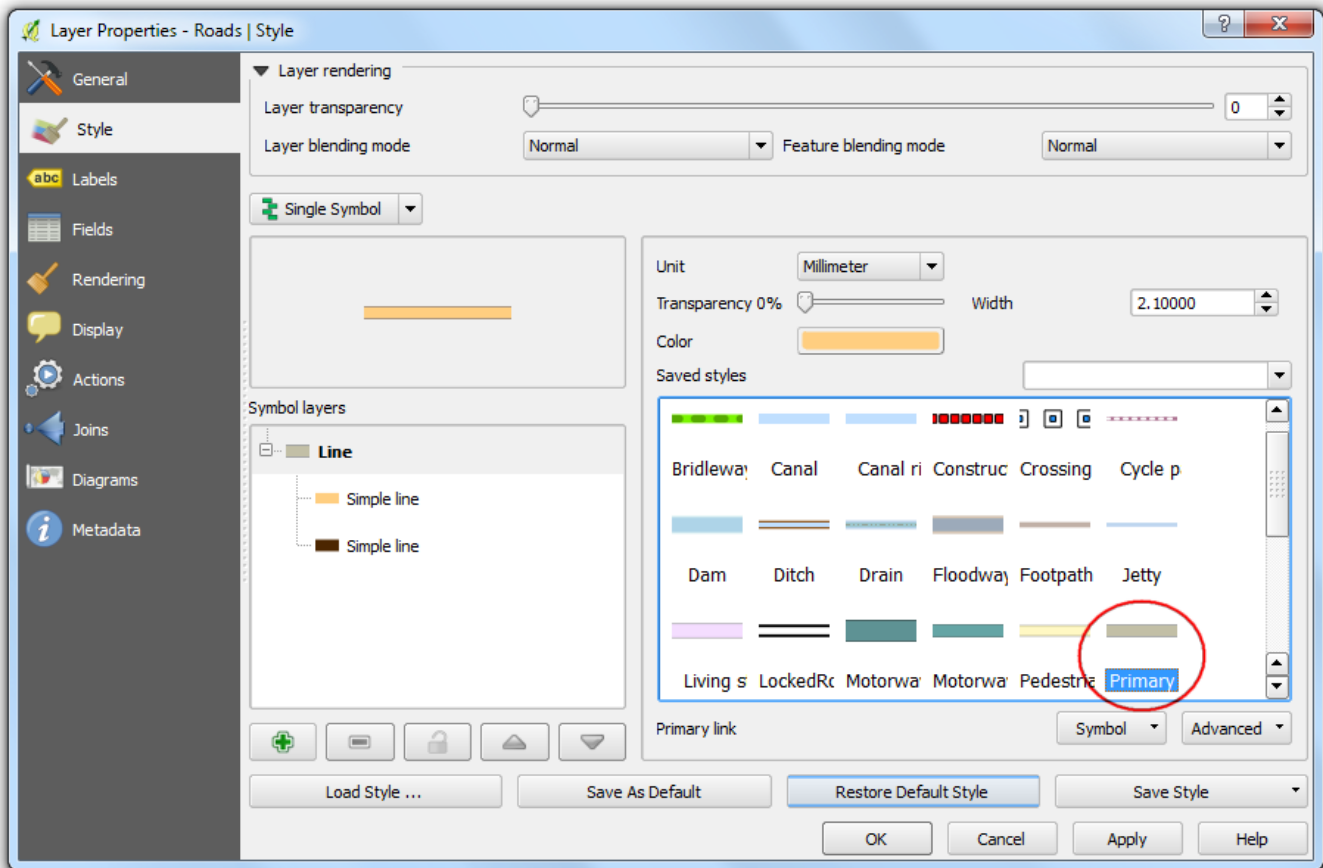 Layer Properties - Roads | Style
General
Style
Labels
Fields
Rendering
Display
Actions
Joins
Diagrams
Metadata
Layer rendering
Layer transparency 0
Layer blending mode Normal Feature blending mode Normal
Single Symbol
Unit Millimeter
Transparency 0% Width 2.10000
Color
Saved styles
Symbol layers
Line
Simple line
Simple line
Bridleway Canal Canal ri Construc Crossing Cycle p
Dam Ditch Drain Floodway Footpath Jetty
Living s LockedRo Motorwa Motorwa Pedestria Primary
Primary link Symbol Advanced
Load Style ... Save As Default Restore Default Style Save Style
OK Cancel Apply Help
abc